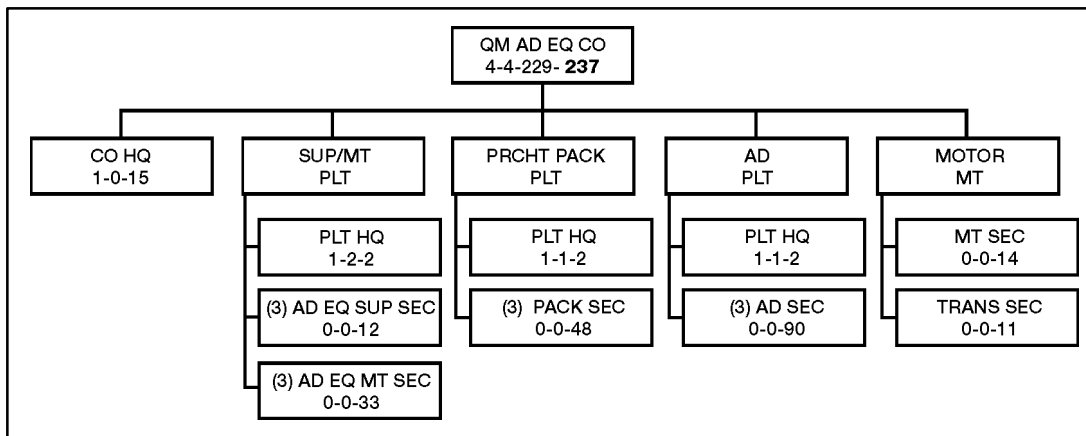 QM AD EQ CO
4-4-229- 237
CO HQ
1-0-15
SUP/MT
PLT
PRCHT PACK
PLT
AD
PLT
MOTOR
MT
PLT HQ
1-2-2
PLT HQ
1-1-2
PLT HQ
1-1-2
MT SEC
0-0-14
(3) AD EQ SUP SEC
0-0-12
(3) PACK SEC
0-0-48
(3) AD SEC
0-0-90
TRANS SEC
0-0-11
(3) AD EQ MT SEC
0-0-33